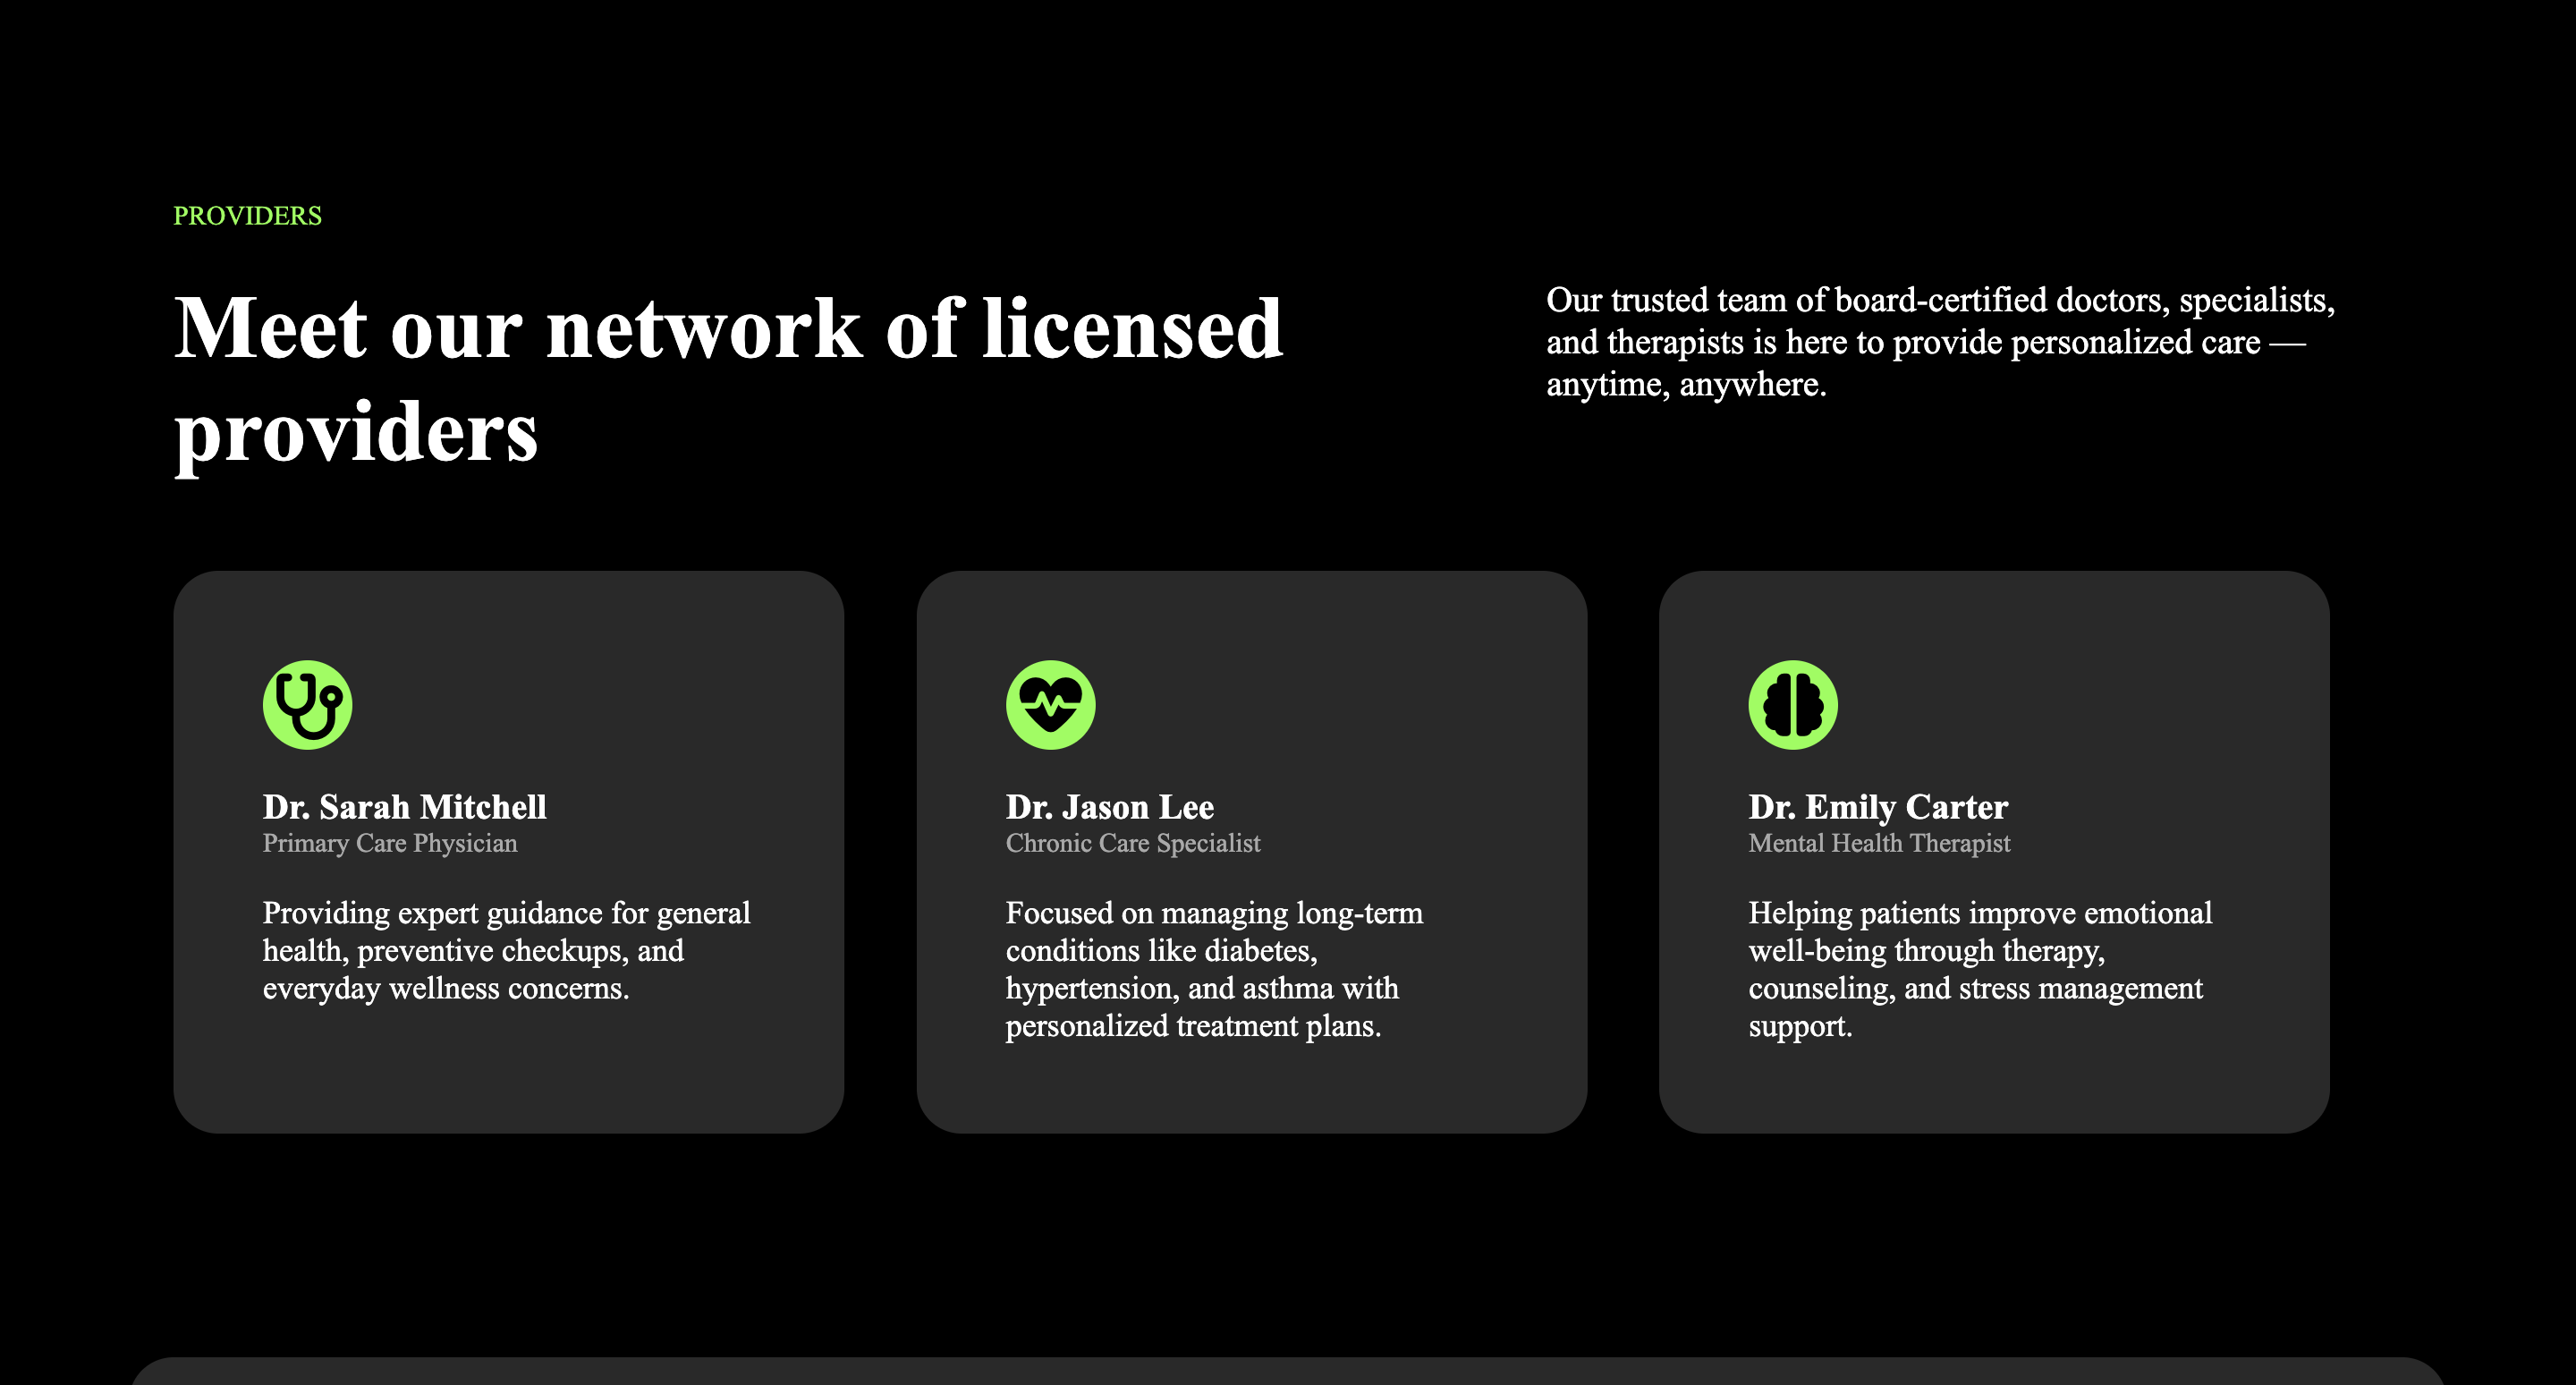 PROVIDERS
Meet our network of licensed
providers
Our trusted team of board-certified doctors, specialists,
and therapists is here to provide personalized care —
anytime, anywhere.
Dr. Sarah Mitchell
Primary Care Physician
Providing expert guidance for general
health, preventive checkups, and
everyday wellness concerns.
Dr. Jason Lee
Chronic Care Specialist
Focused on managing long-term
conditions like diabetes,
hypertension, and asthma with
personalized treatment plans.
Dr. Emily Carter
Mental Health Therapist
Helping patients improve emotional
well-being through therapy,
counseling, and stress management
support.